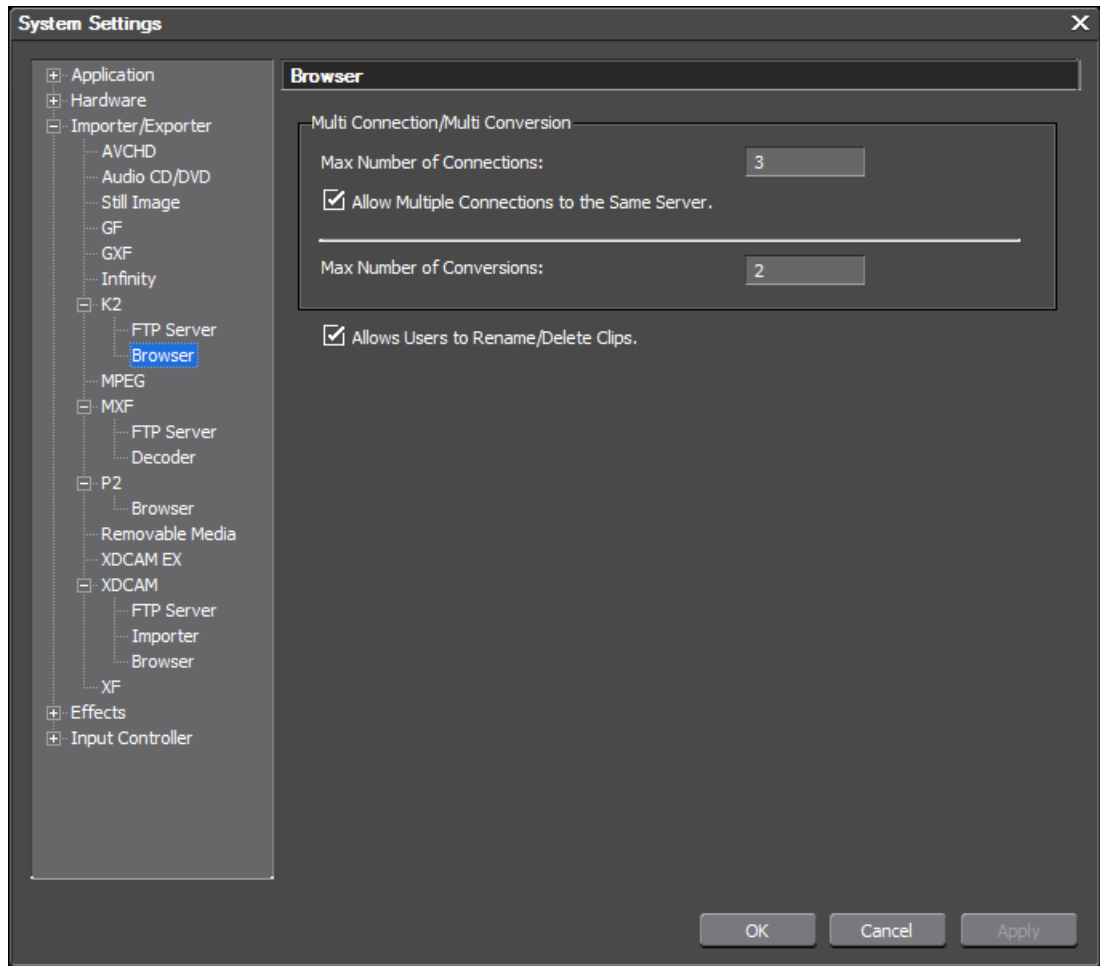 System Settings
Application
Hardware
Importer/Exporter
AVCHD
Audio CD/DVD
Still Image
GF
GXF
Infinity
K2
FTP Server
Browser
MPEG
MXF
FTP Server
Decoder
P2
Browser
Removable Media
XDCAM EX
XDCAM
FTP Server
Importer
Browser
XF
Effects
Input Controller
Browser
Multi Connection/Multi Conversion
Max Number of Connections: 3
Allow Multiple Connections to the Same Server.
Max Number of Conversions: 2
Allows Users to Rename/Delete Clips.
OK Cancel Apply